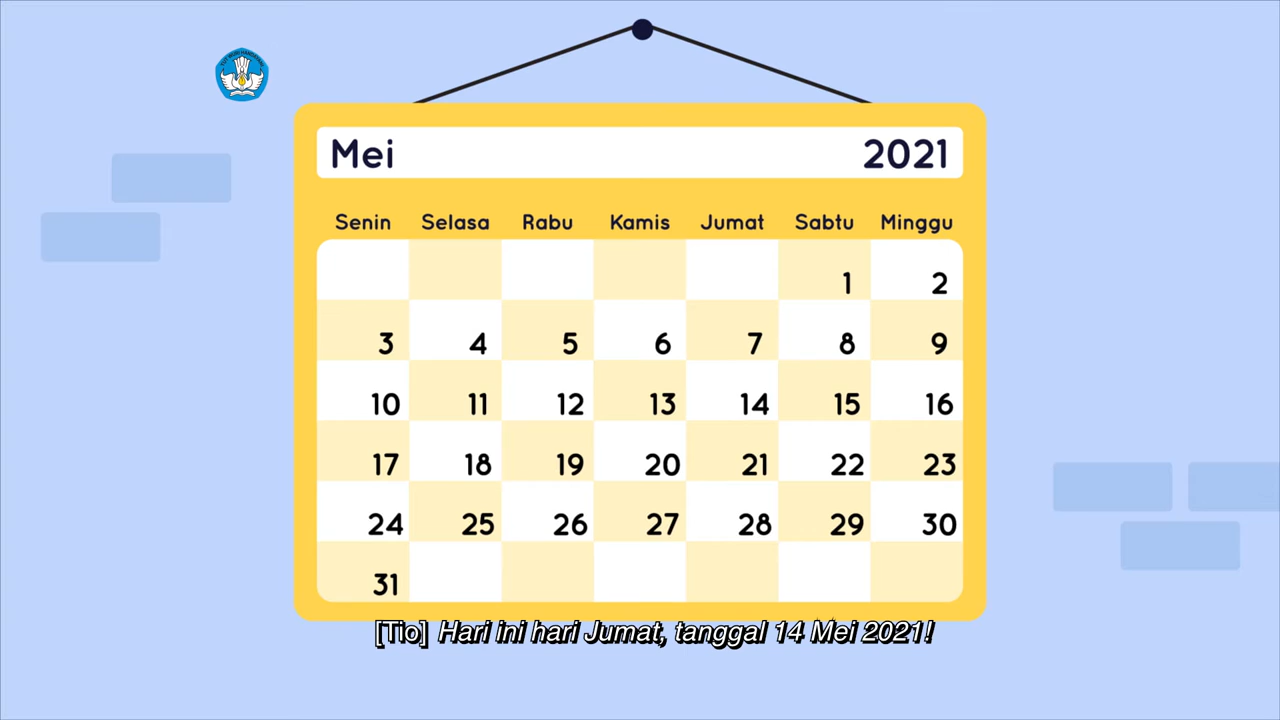 Mei 2021
Senin Selasa Rabu Kamis Jumat Sabtu Minggu
1 2
3 4 5 6 7 8 9
10 11 12 13 14 15 16
17 18 19 20 21 22 23
24 25 26 27 28 29 30
31
[Tio] Hari ini hari Jumat, tanggal 14 Mei 2021!